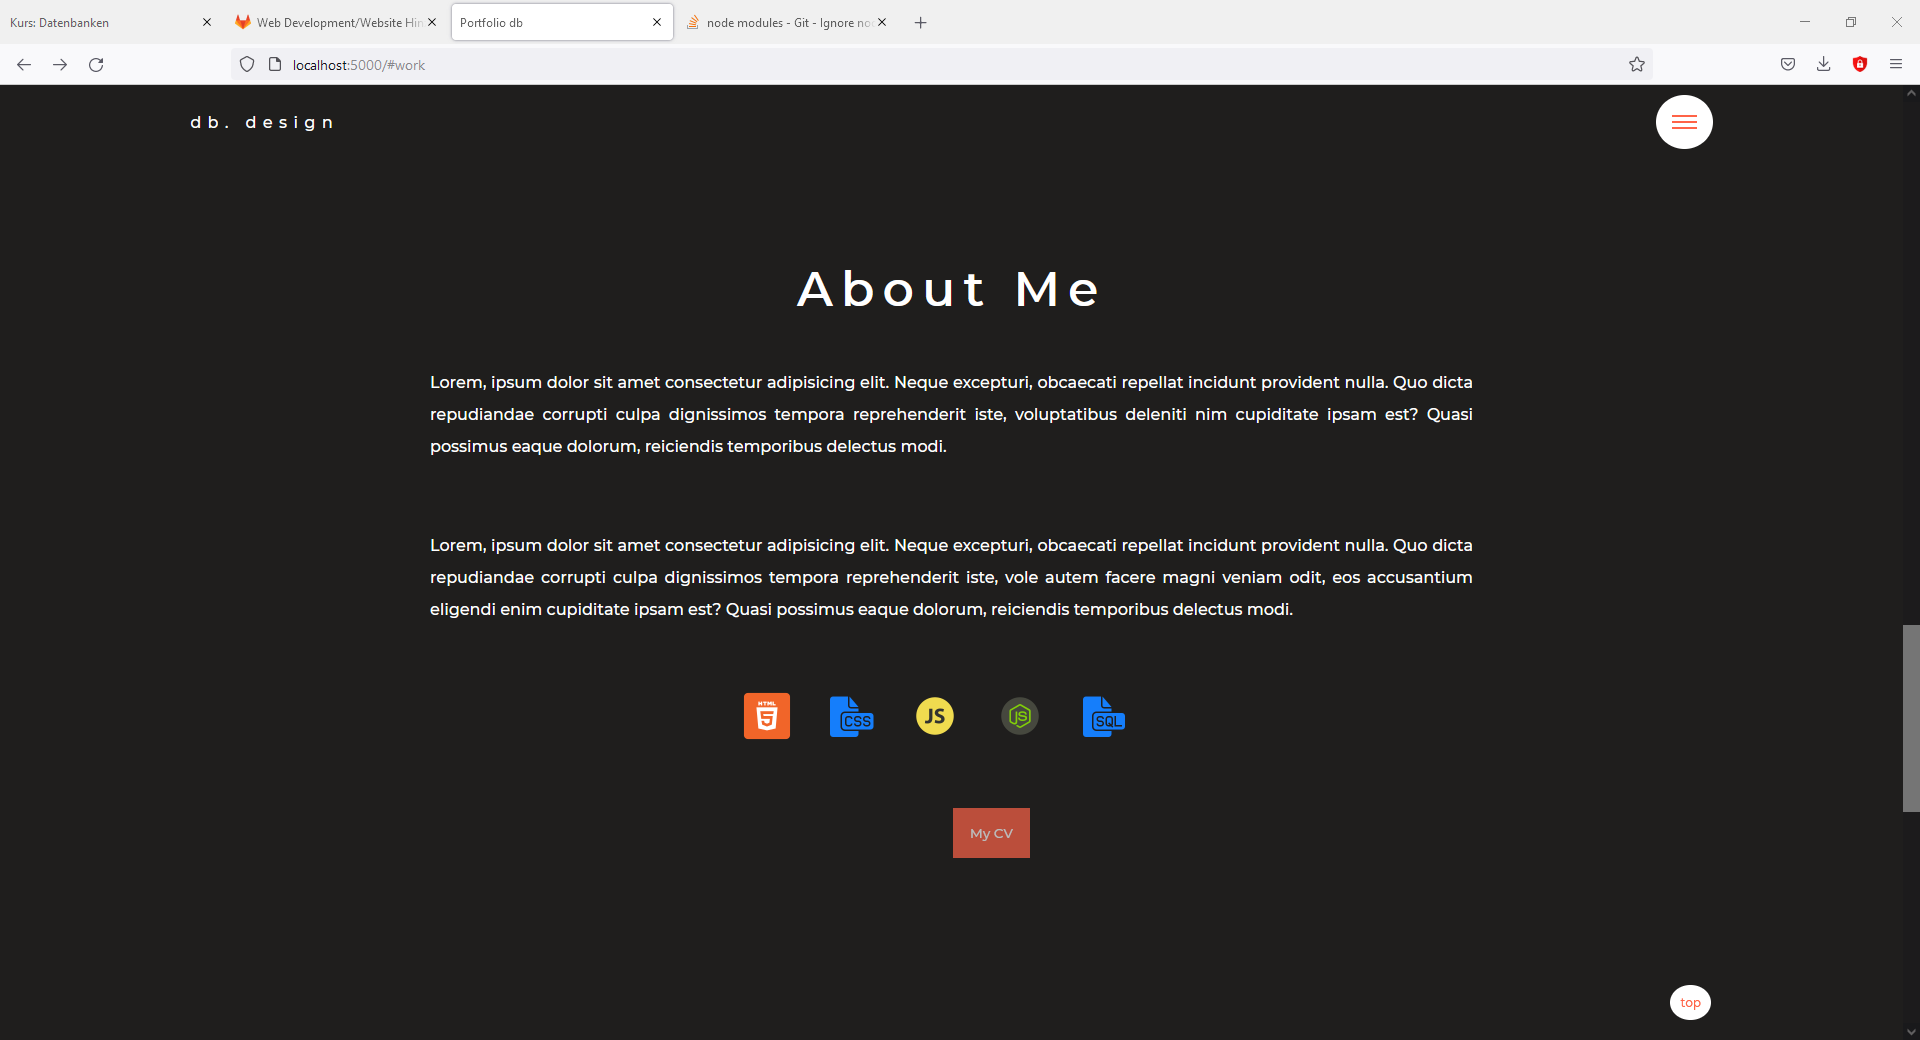 Kurs: Datenbanken
Web Development/Website Hin
Portfolio db
node modules - Git - Ignore no
localhost:5000/#work
db. design
About Me
Lorem, ipsum dolor sit amet consectetur adipisicing elit. Neque excepturi, obcaecati repellat incidunt provident nulla. Quo dicta
repudiandae corrupti culpa dignissimos tempora reprehenderit iste, voluptatibus deleniti nim cupiditate ipsam est? Quasi
possimus eaque dolorum, reiciendis temporibus delectus modi.
Lorem, ipsum dolor sit amet consectetur adipisicing elit. Neque excepturi, obcaecati repellat incidunt provident nulla. Quo dicta
repudiandae corrupti culpa dignissimos tempora reprehenderit iste, vole autem facere magni veniam odit, eos accusantium
eligendi enim cupiditate ipsam est? Quasi possimus eaque dolorum, reiciendis temporibus delectus modi.
HTML 5 CSS JS JS SQL
My CV
top